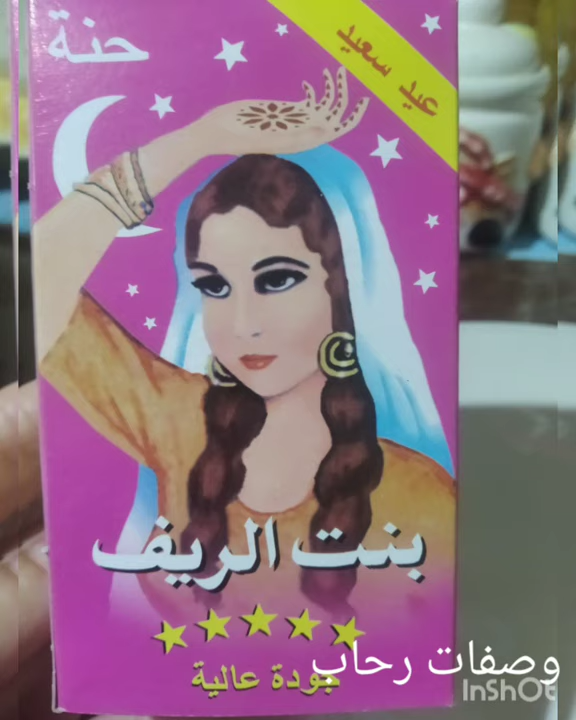 حنة
عيد سعيد
بنت الريف
جودة عالية
وصفات رحاب
InShOt